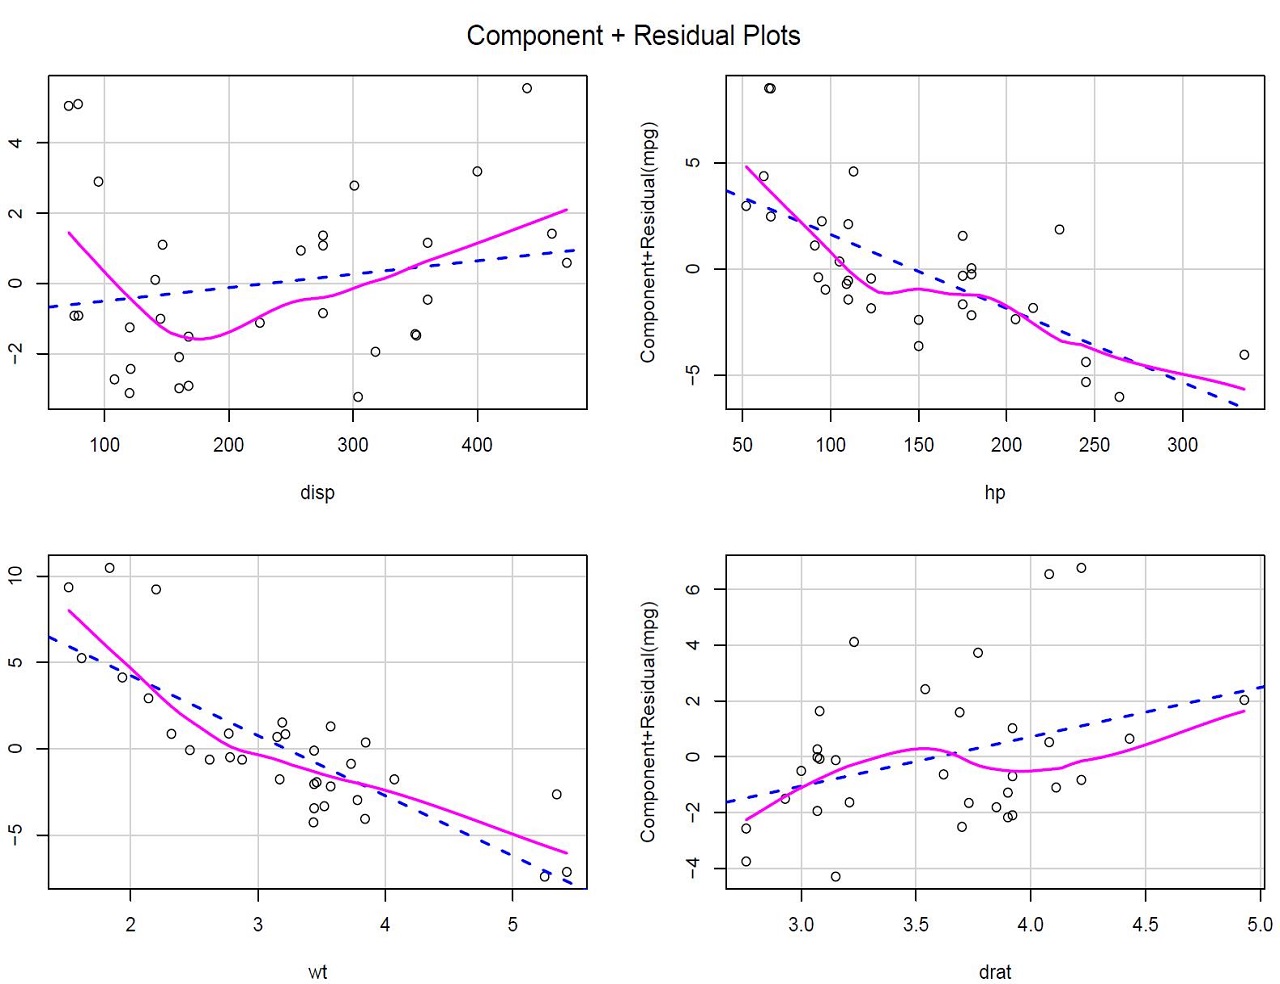 Component + Residual Plots
4
2
0
−2
100 200 300 400
disp
Component+Residual(mpg)
5
0
−5
50 100 150 200 250 300
hp
10
5
0
−5
2 3 4 5
wt
Component+Residual(mpg)
6
4
2
0
−2
−4
3.0 3.5 4.0 4.5 5.0
drat